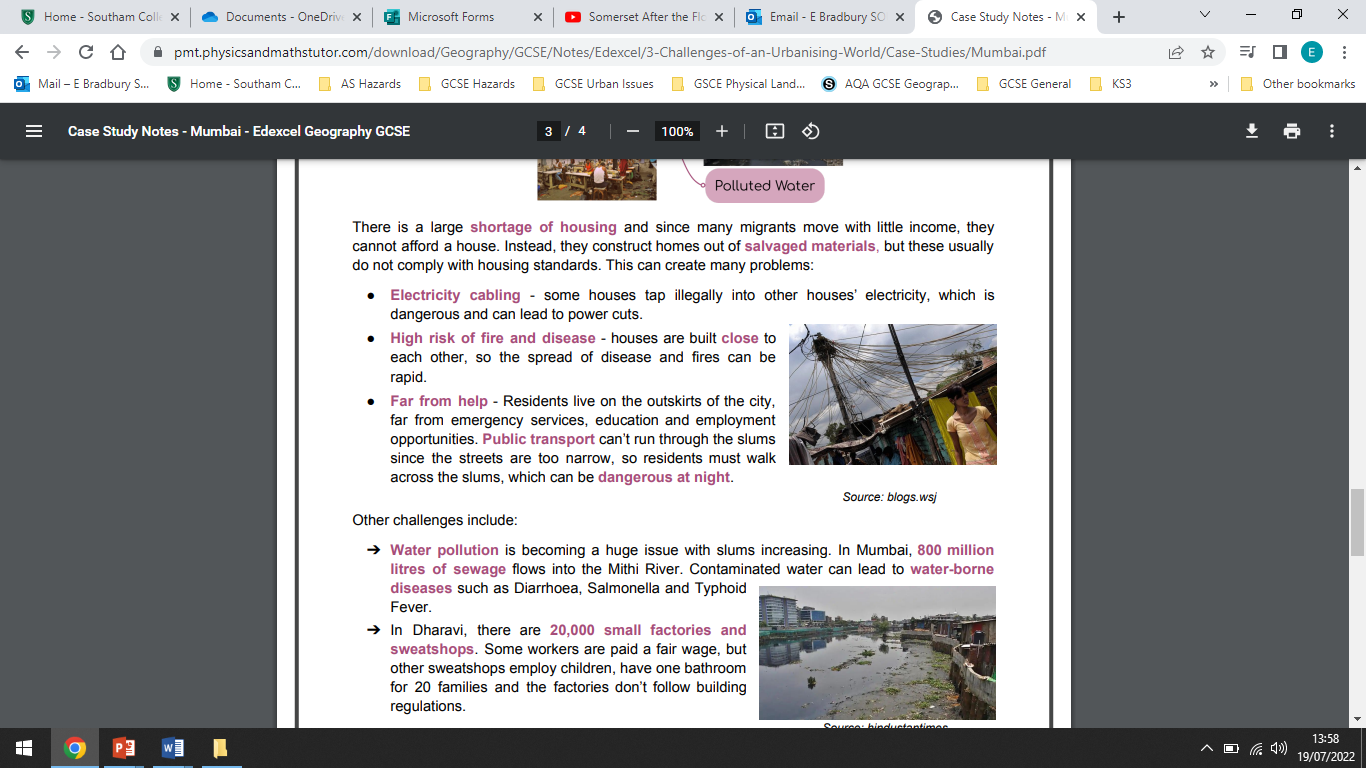 Home - Southam Coll
Documents - OneDrive
Microsoft Forms
Somerset After the Flo
Email - E Bradbury SO
Case Study Notes - M
pmt.physicsandmathstutor.com/download/Geography/GCSE/Notes/Edexcel/3-Challenges-of-an-Urbanising-World/Case-Studies/Mumbai.pdf
E
Mail – E Bradbury S...
Home - Southam C...
AS Hazards
GCSE Hazards
GCSE Urban Issues
GSCE Physical Land...
AQA GCSE Geograp...
GCSE General
KS3
»
Other bookmarks
Case Study Notes - Mumbai - Edexcel Geography GCSE
3 / 4
100%
Polluted Water
There is a large shortage of housing and since many migrants move with little income, they
cannot afford a house. Instead, they construct homes out of salvaged materials, but these usually
do not comply with housing standards. This can create many problems:
● Electricity cabling - some houses tap illegally into other houses’ electricity, which is
dangerous and can lead to power cuts.
● High risk of fire and disease - houses are built close to
each other, so the spread of disease and fires can be
rapid.
● Far from help - Residents live on the outskirts of the city,
far from emergency services, education and employment
opportunities. Public transport can’t run through the slums
since the streets are too narrow, so residents must walk
across the slums, which can be dangerous at night.
Source: blogs.wsj
Other challenges include:
➔ Water pollution is becoming a huge issue with slums increasing. In Mumbai, 800 million
litres of sewage flows into the Mithi River. Contaminated water can lead to water-borne
diseases such as Diarrhoea, Salmonella and Typhoid
Fever.
➔ In Dharavi, there are 20,000 small factories and
sweatshops. Some workers are paid a fair wage, but
other sweatshops employ children, have one bathroom
for 20 families and the factories don’t follow building
regulations.
Source: hindustantimes
13:58
19/07/2022